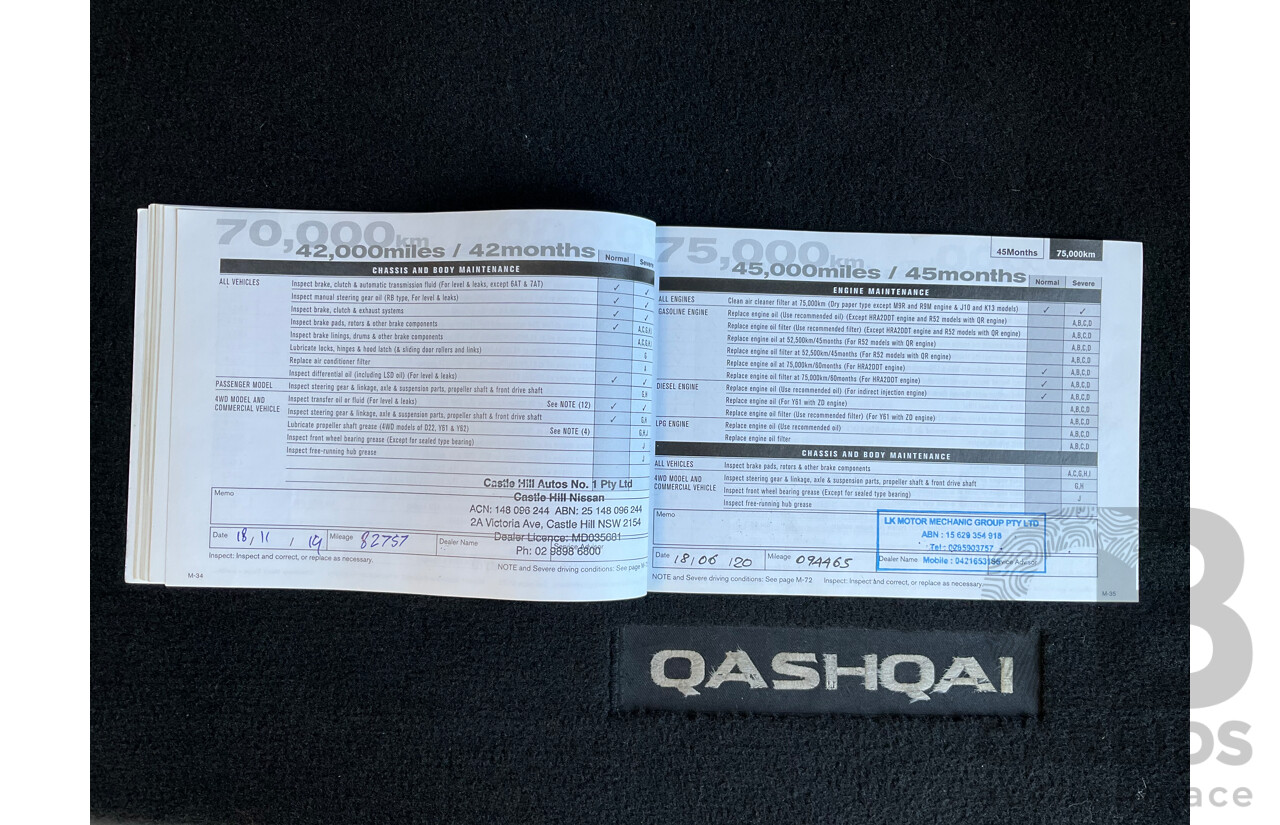 70,000km
42,000miles / 42months
Normal Severe
CHASSIS AND BODY MAINTENANCE
ALL VEHICLES
Inspect brake, clutch & automatic transmission fluid (For level & leaks, except 6AT & 7AT) ✓ ✓
Inspect manual steering gear oil (RB type, For level & leaks) ✓ ✓
Inspect brake, clutch & exhaust systems ✓ ✓
Inspect brake pads, rotors & other brake components ✓ A,C,G,H,I
Inspect brake linings, drums & other brake components A,C,G,H,I
Lubricate locks, hinges & hood latch (& sliding door rollers and links) G
Replace air conditioner filter
Inspect differential oil (including LSD oil) (For level & leaks) ✓ ✓
PASSENGER MODEL
Inspect steering gear & linkage, axle & suspension parts, propeller shaft & front drive shaft G,H
4WD MODEL AND
COMMERCIAL VEHICLE
Inspect transfer oil or fluid (For level & leaks) See NOTE (12) ✓ ✓
Inspect steering gear & linkage, axle & suspension parts, propeller shaft & front drive shaft ✓ G,H
Lubricate propeller shaft grease (4WD models of D22, Y61 & Y62) See NOTE (4) G,H,J
Inspect front wheel bearing grease (Except for sealed type bearing) J
Inspect free-running hub grease J
Castle Hill Autos No. 1 Pty Ltd
Castle Hill Nissan
ACN: 148 096 244 ABN: 25 148 096 244
2A Victoria Ave, Castle Hill NSW 2154
Dealer Licence: MD035681
Ph: 02 9898 6600
Memo
Date 18, 11, 19 Mileage 82757 Dealer Name
Inspect: Inspect and correct, or replace as necessary.
NOTE and Severe driving conditions: See page
M-34
75,000km
45,000miles / 45months
45Months 75,000km
Normal Severe
ENGINE MAINTENANCE
ALL ENGINES
Clean air cleaner filter at 75,000km (Dry paper type except M9R and R9M engine & J10 and K13 models) ✓ ✓
GASOLINE ENGINE
Replace engine oil (Use recommended oil) (Except HRA2DDT engine and R52 models with QR engine) A,B,C,D
Replace engine oil filter (Use recommended filter) (Except HRA2DDT engine and R52 models with QR engine) A,B,C,D
Replace engine oil at 52,500km/45months (For R52 models with QR engine) A,B,C,D
Replace engine oil filter at 52,500km/45months (For R52 models with QR engine) A,B,C,D
Replace engine oil at 75,000km/60months (For HRA2DDT engine) ✓ A,B,C,D
Replace engine oil filter at 75,000km/60months (For HRA2DDT engine) ✓ A,B,C,D
DIESEL ENGINE
Replace engine oil (Use recommended oil) (For indirect injection engine) ✓ A,B,C,D
Replace engine oil (For Y61 with ZD engine) A,B,C,D
Replace engine oil filter (Use recommended filter) (For Y61 with ZD engine) A,B,C,D
LPG ENGINE
Replace engine oil (Use recommended oil) A,B,C,D
Replace engine oil filter A,B,C,D
CHASSIS AND BODY MAINTENANCE
ALL VEHICLES
Inspect brake pads, rotors & other brake components A,C,G,H,I
4WD MODEL AND
COMMERCIAL VEHICLE
Inspect steering gear & linkage, axle & suspension parts, propeller shaft & front drive shaft G,H
Inspect front wheel bearing grease (Except for sealed type bearing) J
Inspect free-running hub grease
Memo
LK MOTOR MECHANIC GROUP PTY LTD
ABN : 15 629 354 918
Tel : 0295903757
Mobile : 0421653
Date 18/06/20 Mileage 094465 Dealer Name Service Advisor
NOTE and Severe driving conditions: See page M-72 Inspect: Inspect and correct, or replace as necessary.
M-35
QASHQAI